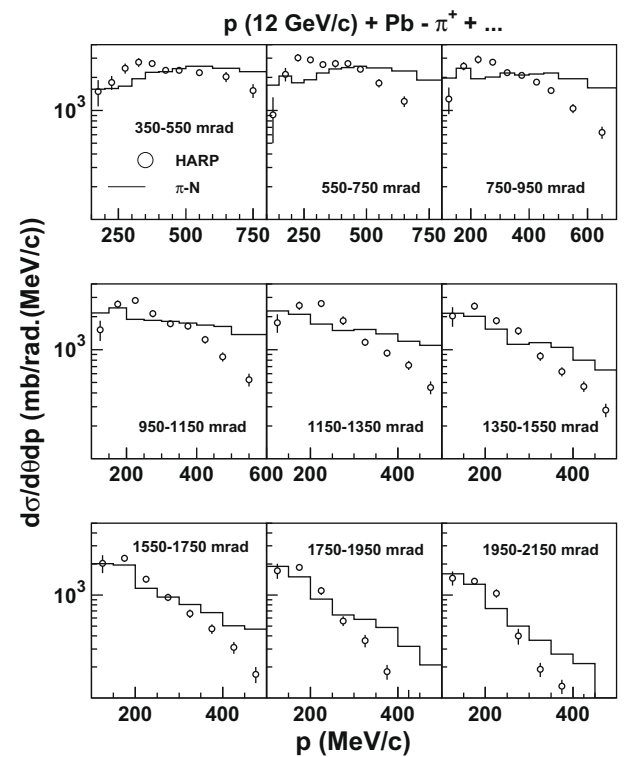 p (12 GeV/c) + Pb - π⁺ + ...
10³
350-550 mrad
HARP
π-N
550-750 mrad
750-950 mrad
250 500 750
250 500 750
200 400 600
dσ/dθdp (mb/rad.(MeV/c))
10³
950-1150 mrad
1150-1350 mrad
1350-1550 mrad
200 400 600
200 400
200 400
1550-1750 mrad
1750-1950 mrad
1950-2150 mrad
10³
200 400
200 400
200 400
p (MeV/c)